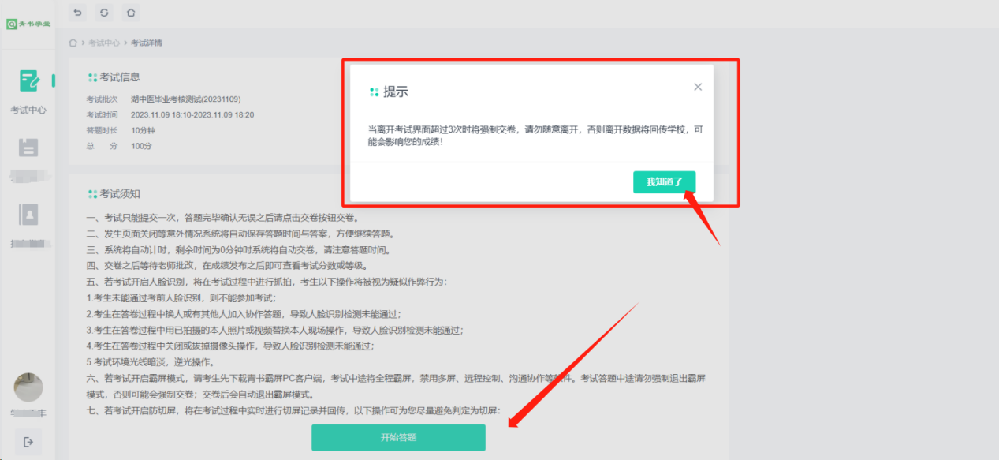 青书学堂
考试中心 > 考试详情
考试中心
考试信息
考试批次 湖中医毕业考核测试(20231109)
考试时间 2023.11.09 18:10-2023.11.09 18:20
答题时长 10分钟
总 分 100分
提示
当离开考试界面超过3次时将强制交卷，请勿随意离开，否则离开数据将回传学校，可
能会影响您的成绩！
我知道了
考试须知
一、考试只能提交一次，答题完毕确认无误之后请点击交卷按钮交卷。
二、发生页面关闭等意外情况系统将自动保存答题时间与答案，方便继续答题。
三、系统将自动计时，剩余时间为0分钟时系统将自动交卷，请注意答题时间。
四、交卷之后等待老师批改，在成绩发布之后即可查看考试分数或等级。
五、若考试开启人脸识别，将在考试过程中进行抓拍，考生以下操作将被视为疑似作弊行为：
1.考生未能通过考前人脸识别，则不能参加考试；
2.考生在答卷过程中换人或有其他人加入协作答题，导致人脸识别检测未能通过；
3.考生在答卷过程中用已拍摄的本人照片或视频替换本人现场操作，导致人脸识别检测未能通过；
4.考生在答卷过程中关闭或拔掉摄像头操作，导致人脸识别检测未能通过；
5.考试环境光线暗淡，逆光操作。
六、若考试开启霸屏模式，请考生先下载青书霸屏PC客户端，考试中途将全程霸屏，禁用多屏、远程控制、沟通协作等软件。考试答题中途请勿强制退出霸屏
模式，否则可能会强制交卷；交卷后会自动退出霸屏模式。
七、若考试开启防切屏，将在考试过程中实时进行切屏记录并回传，以下操作可为您尽量避免判定为切屏：
开始答题